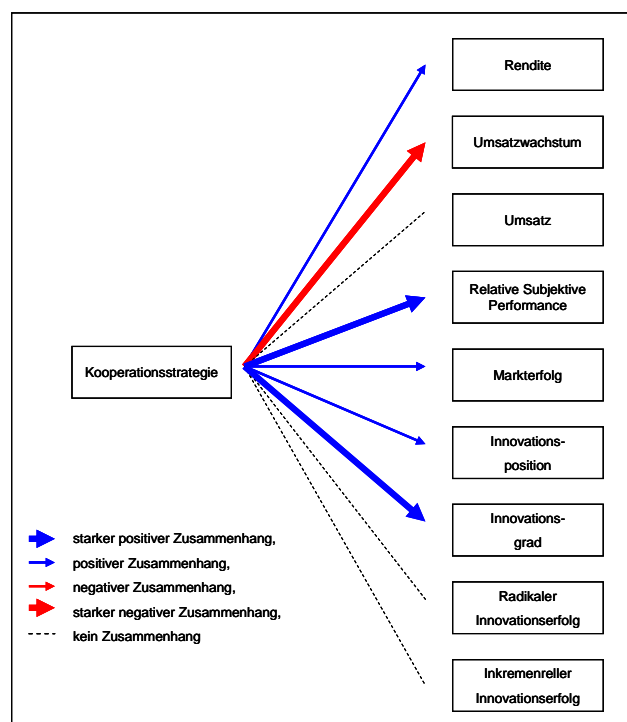 Rendite
Umsatzwachstum
Umsatz
Relative Subjektive
Performance
Kooperationsstrategie
Markterfolg
Innovations-
position
Innovations-
grad
starker positiver Zusammenhang,
positiver Zusammenhang,
negativer Zusammenhang,
starker negativer Zusammenhang,
kein Zusammenhang
Radikaler
Innovationserfolg
Inkremenreller
Innovationserfolg